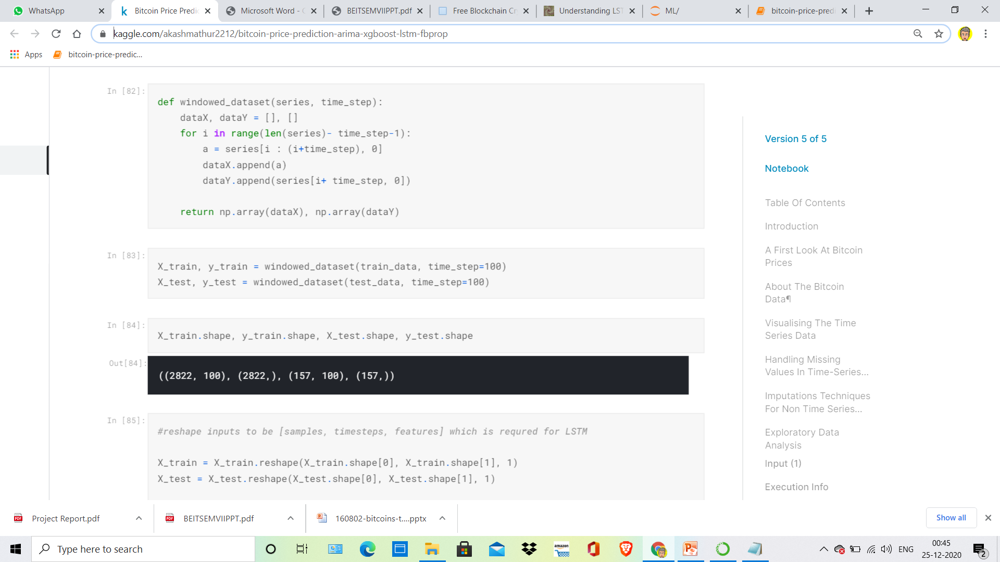 WhatsApp
Bitcoin Price Predic
Microsoft Word - 
BEITSEMVIIPPT.pdf
Free Blockchain Cr
Understanding LST
ML/
bitcoin-price-pred
kaggle.com/akashmathur2212/bitcoin-price-prediction-arima-xgboost-lstm-fbprop
Apps
bitcoin-price-predic...
In [82]:
def windowed_dataset(series, time_step):
    dataX, dataY = [], []
    for i in range(len(series)- time_step-1):
        a = series[i : (i+time_step), 0]
        dataX.append(a)
        dataY.append(series[i+ time_step, 0])
    return np.array(dataX), np.array(dataY)
In [83]:
X_train, y_train = windowed_dataset(train_data, time_step=100)
X_test, y_test = windowed_dataset(test_data, time_step=100)
In [84]:
X_train.shape, y_train.shape, X_test.shape, y_test.shape
Out[84]:
((2822, 100), (2822,), (157, 100), (157,))
In [85]:
#reshape inputs to be [samples, timesteps, features] which is requred for LSTM
X_train = X_train.reshape(X_train.shape[0], X_train.shape[1], 1)
X_test = X_test.reshape(X_test.shape[0], X_test.shape[1], 1)
Version 5 of 5
Notebook
Table Of Contents
Introduction
A First Look At Bitcoin
Prices
About The Bitcoin
Data¶
Visualising The Time
Series Data
Handling Missing
Values In Time-Series...
Imputations Techniques
For Non Time Series...
Exploratory Data
Analysis
Input (1)
Execution Info
Project Report.pdf
BEITSEMVIIPPT.pdf
160802-bitcoins-t....pptx
Show all
Type here to search
amazon
ENG
00:45
25-12-2020
2